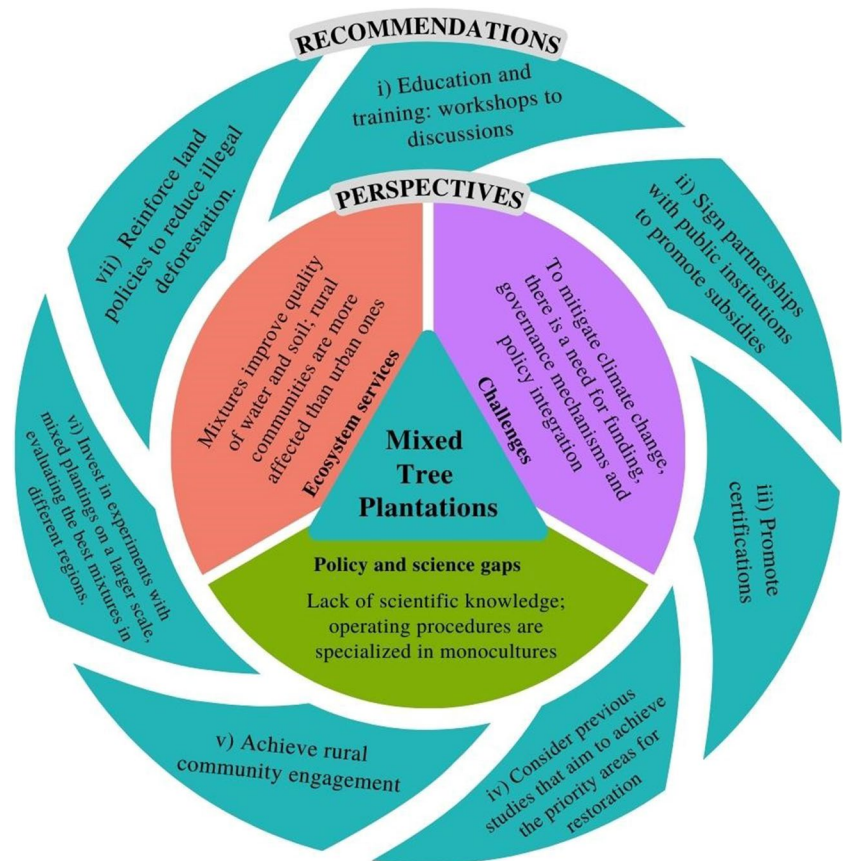 RECOMMENDATIONS
i) Education and
training: workshops to
discussions
ii) Sign partnerships
with public institutions
to promote subsidies
iii) Promote
certifications
iv) Consider previous
studies that aim to achieve
the priority areas for
restoration
v) Achieve rural
community engagement
vi) Invest in experiments with
mixed plantings on a larger scale,
evaluating the best mixtures in
different regions.
vii) Reinforce land
policies to reduce illegal
deforestation.
PERSPECTIVES
Mixtures improve quality
of water and soil; rural
communities are more
affected than urban ones
Ecosystem services
To mitigate climate change,
there is a need for funding,
governance mechanisms and
policy integration
Challenges
Mixed
Tree
Plantations
Policy and science gaps
Lack of scientific knowledge;
operating procedures are
specialized in monocultures